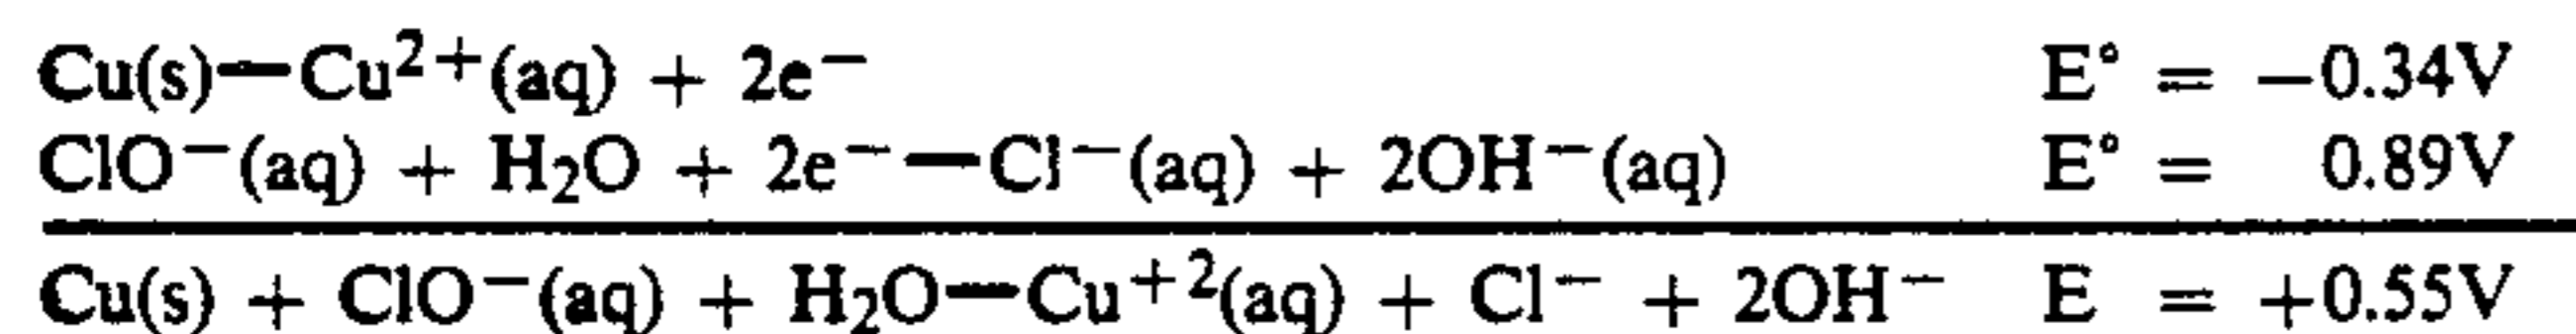 Cu(s)—Cu²⁺(aq) + 2e⁻ E° = −0.34V
ClO⁻(aq) + H₂O + 2e⁻—Cl⁻(aq) + 2OH⁻(aq) E° = 0.89V
Cu(s) + ClO⁻(aq) + H₂O—Cu⁺²(aq) + Cl⁻ + 2OH⁻ E = +0.55V